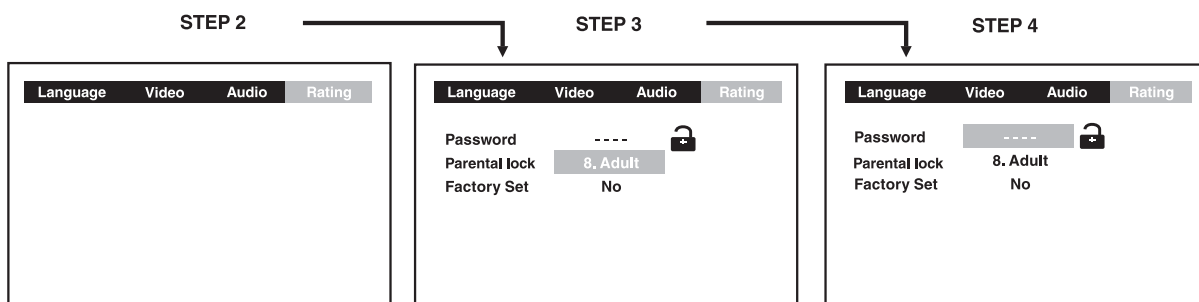 STEP 2 STEP 3 STEP 4
Language Video Audio Rating
Language Video Audio Rating
Password ----
Parental lock 8. Adult
Factory Set No
Language Video Audio Rating
Password ----
Parental lock 8. Adult
Factory Set No